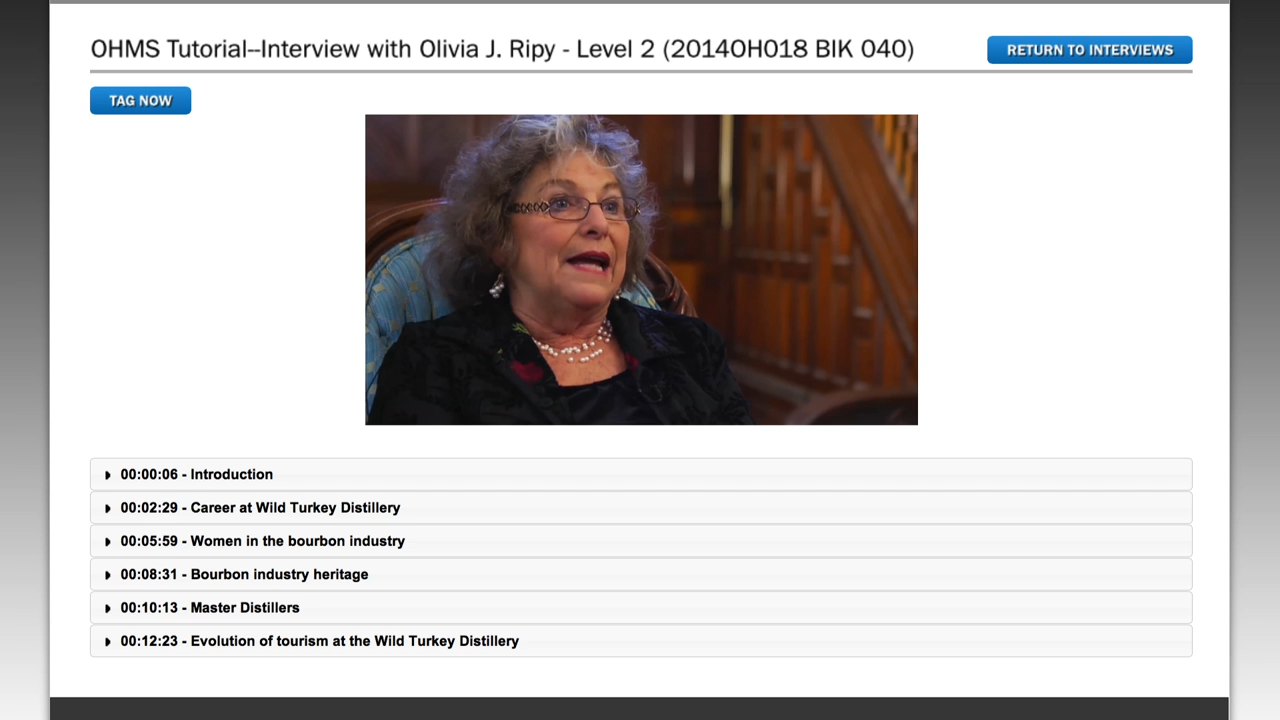 OHMS Tutorial--Interview with Olivia J. Ripy - Level 2 (2014OH018 BIK 040)
RETURN TO INTERVIEWS
TAG NOW
00:00:06 - Introduction
00:02:29 - Career at Wild Turkey Distillery
00:05:59 - Women in the bourbon industry
00:08:31 - Bourbon industry heritage
00:10:13 - Master Distillers
00:12:23 - Evolution of tourism at the Wild Turkey Distillery